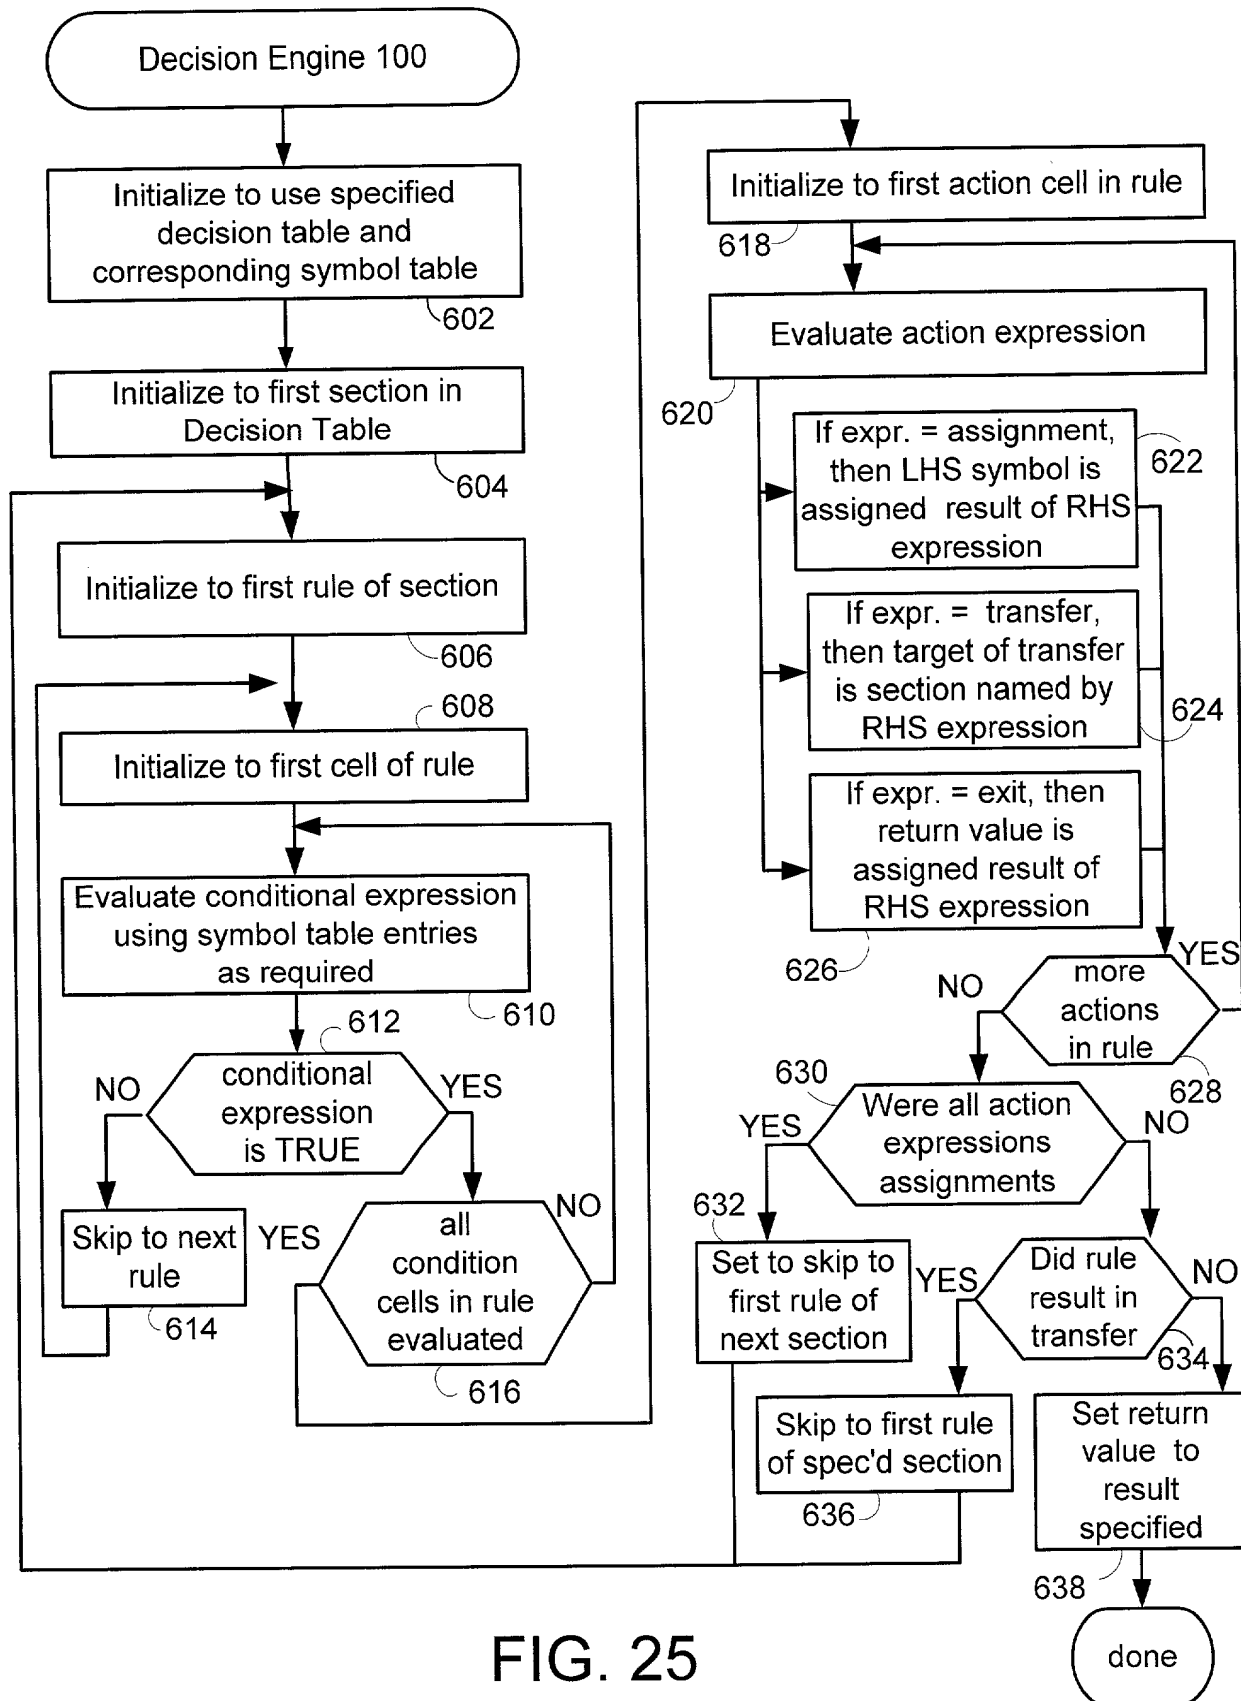 Decision Engine 100
Initialize to use specified
decision table and
corresponding symbol table
602
Initialize to first section in
Decision Table
604
Initialize to first rule of section
606
608
Initialize to first cell of rule
Evaluate conditional expression
using symbol table entries
as required
610
612
conditional
expression
is TRUE
NO
YES
Skip to next
rule
614
YES
NO
all
condition
cells in rule
evaluated
616
Initialize to first action cell in rule
618
Evaluate action expression
620
If expr. = assignment,
then LHS symbol is
assigned result of RHS
expression
622
If expr. = transfer,
then target of transfer
is section named by
RHS expression
624
If expr. = exit, then
return value is
assigned result of
RHS expression
626
YES
NO
more
actions
in rule
628
630
Were all action
expressions
assignments
YES
NO
632
Set to skip to
first rule of
next section
YES
NO
Did rule
result in
transfer
634
Skip to first rule
of spec'd section
636
Set return
value to
result
specified
638
done
FIG. 25